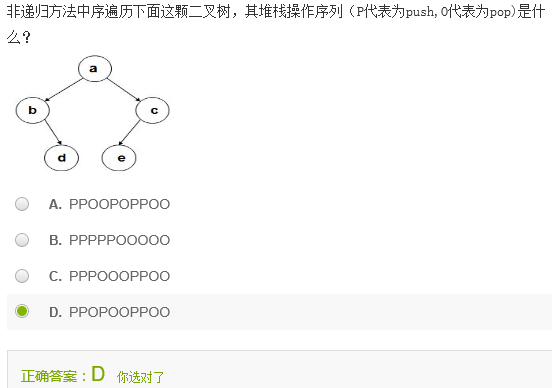 非递归方法中序遍历下面这颗二叉树，其堆栈操作序列（P代表为push,O代表为pop)是什
么？
a
b
c
d
e
A. PPOOPOPPOO
B. PPPPPOOOOO
C. PPPOOOPPOO
D. PPOPOOPPOO
正确答案：D 你选对了